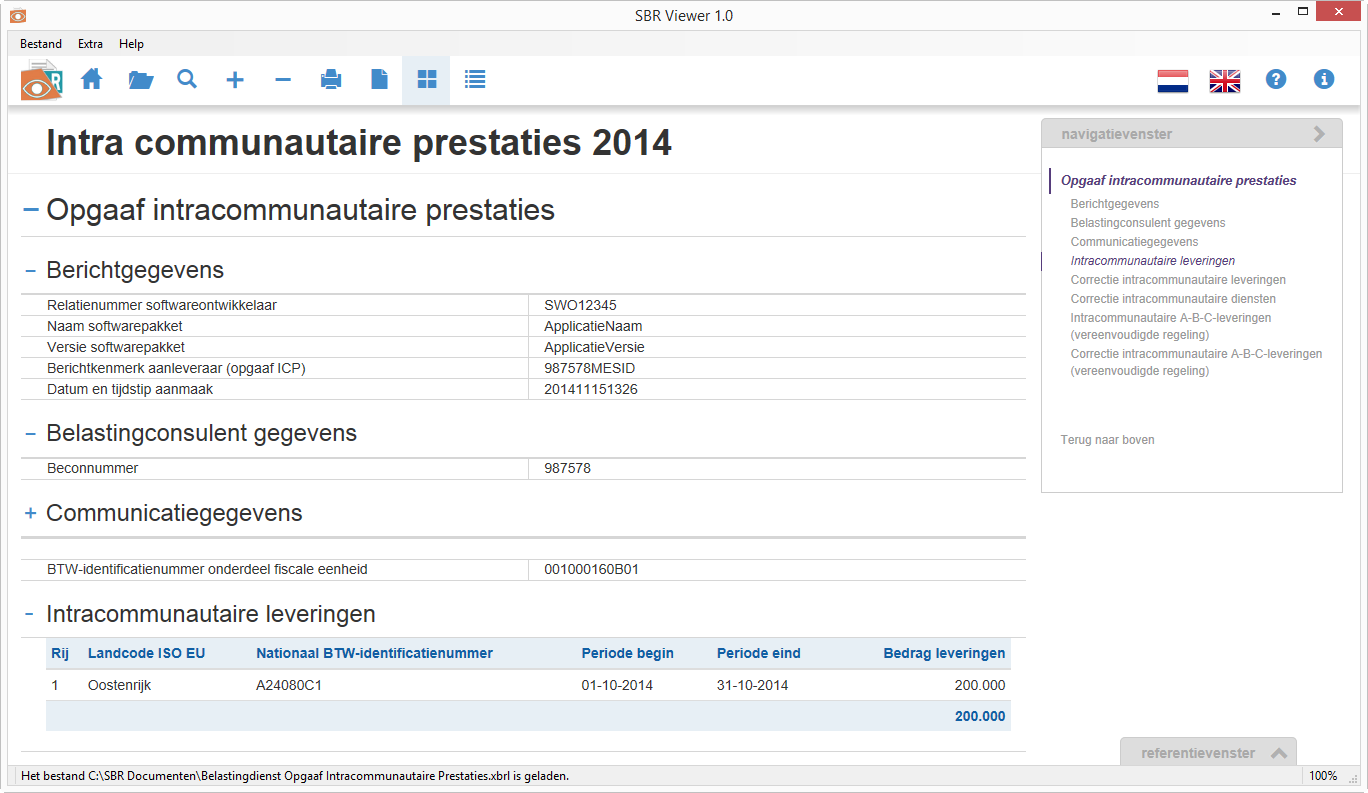 SBR Viewer 1.0
Bestand Extra Help
R
Intra communautaire prestaties 2014
Opgaaf intracommunautaire prestaties
Berichtgegevens
Relatienummer softwareontwikkelaar SWO12345
Naam softwarepakket ApplicatieNaam
Versie softwarepakket ApplicatieVersie
Berichtkenmerk aanleveraar (opgaaf ICP) 987578MESID
Datum en tijdstip aanmaak 201411151326
Belastingconsulent gegevens
Beconnummer 987578
Communicatiegegevens
BTW-identificatienummer onderdeel fiscale eenheid 001000160B01
Intracommunautaire leveringen
Rij Landcode ISO EU Nationaal BTW-identificatienummer Periode begin Periode eind Bedrag leveringen
1 Oostenrijk A24080C1 01-10-2014 31-10-2014 200.000
200.000
navigatievenster
Opgaaf intracommunautaire prestaties
Berichtgegevens
Belastingconsulent gegevens
Communicatiegegevens
Intracommunautaire leveringen
Correctie intracommunautaire leveringen
Correctie intracommunautaire diensten
Intracommunautaire A-B-C-leveringen
(vereenvoudigde regeling)
Correctie intracommunautaire A-B-C-leveringen
(vereenvoudigde regeling)
Terug naar boven
referentievenster
Het bestand C:\SBR Documenten\Belastingdienst Opgaaf Intracommunautaire Prestaties.xbrl is geladen. 100%